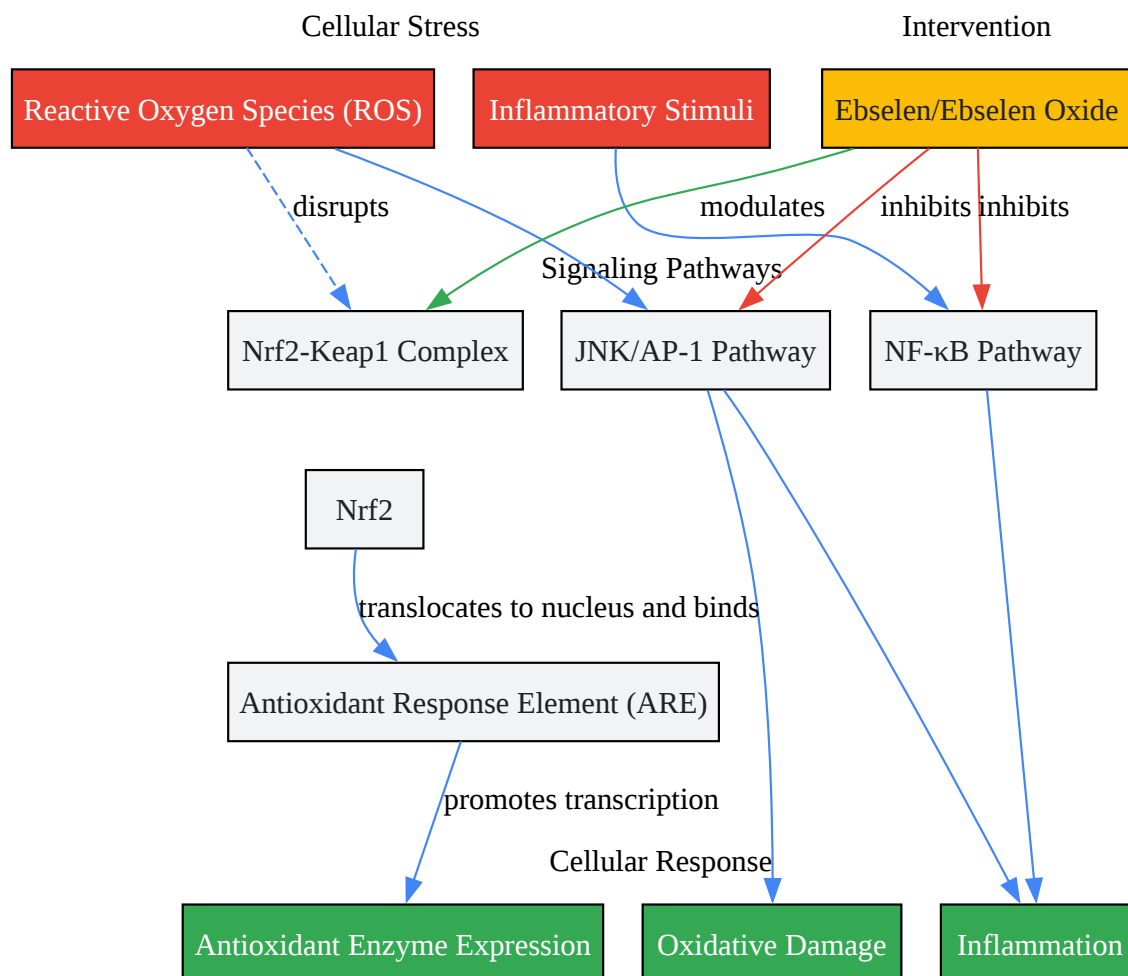 Cellular Stress
Intervention
Reactive Oxygen Species (ROS)
Inflammatory Stimuli
Ebselen/Ebselen Oxide
disrupts
modulates
inhibits
inhibits
Signaling Pathways
Nrf2-Keap1 Complex
JNK/AP-1 Pathway
NF-κB Pathway
Nrf2
translocates to nucleus and binds
Antioxidant Response Element (ARE)
promotes transcription
Cellular Response
Antioxidant Enzyme Expression
Oxidative Damage
Inflammation